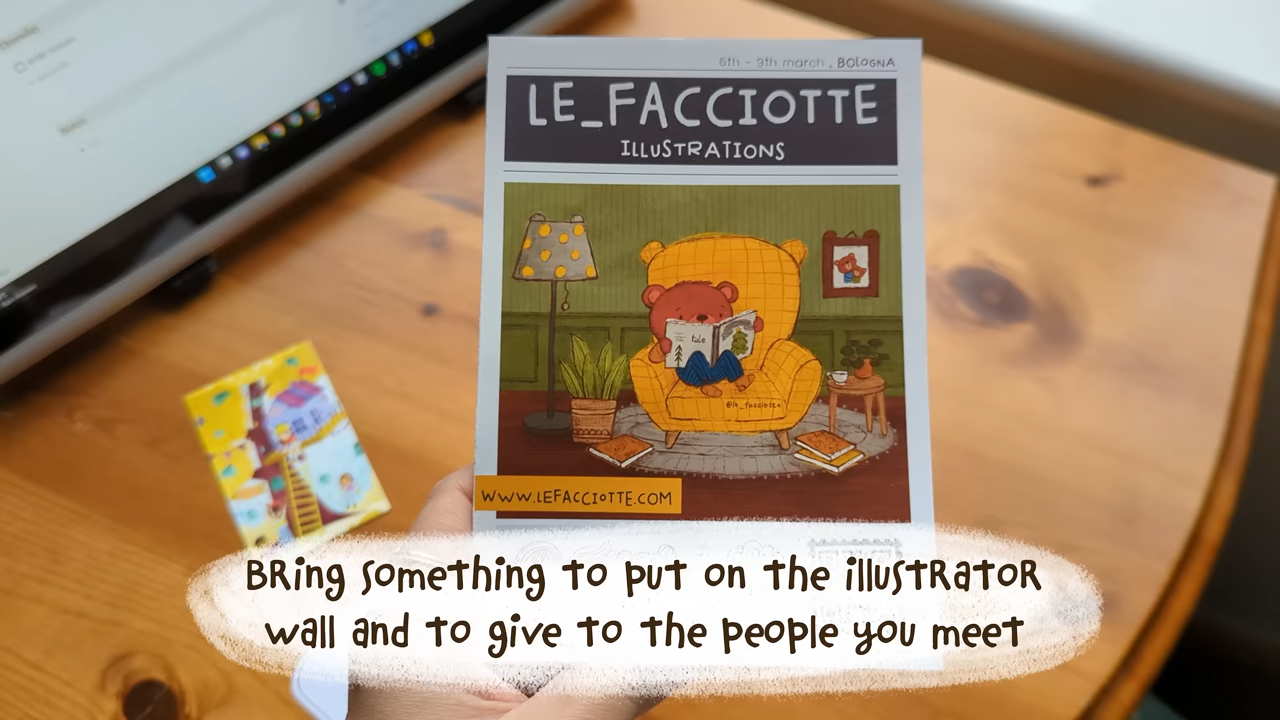 6th - 9th march . BOLOGNA
LE_FACCIOTTE
ILLUSTRATIONS
tale
@le_facciotte
WWW.LEFACCIOTTE.COM
Bring something to put on the illustrator
wall and to give to the people you meet